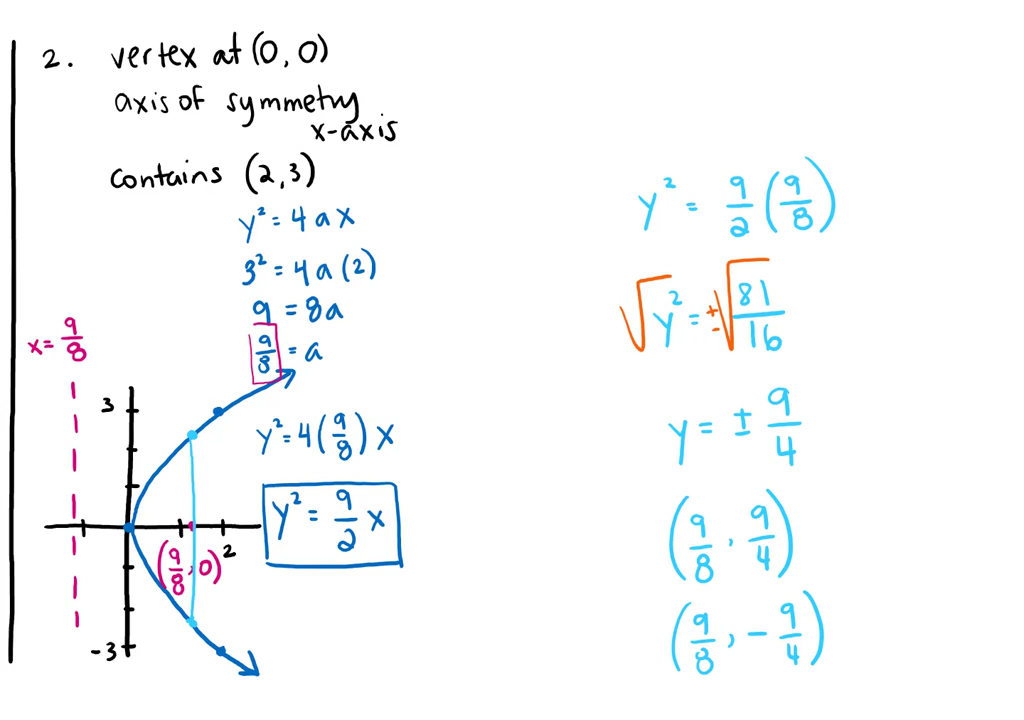 2. vertex at (0, 0)
axis of symmetry
x-axis
contains (2,3)
y² = 4ax
3² = 4a(2)
9 = 8a
9/8 = a
x = 9/8
3
y² = 4(9/8)x
y² = 9/2 x
(9/8, 0)
2
-3
y² = 9/2 (9/8)
√y² = ±√81/16
y = ± 9/4
(9/8, 9/4)
(9/8, -9/4)